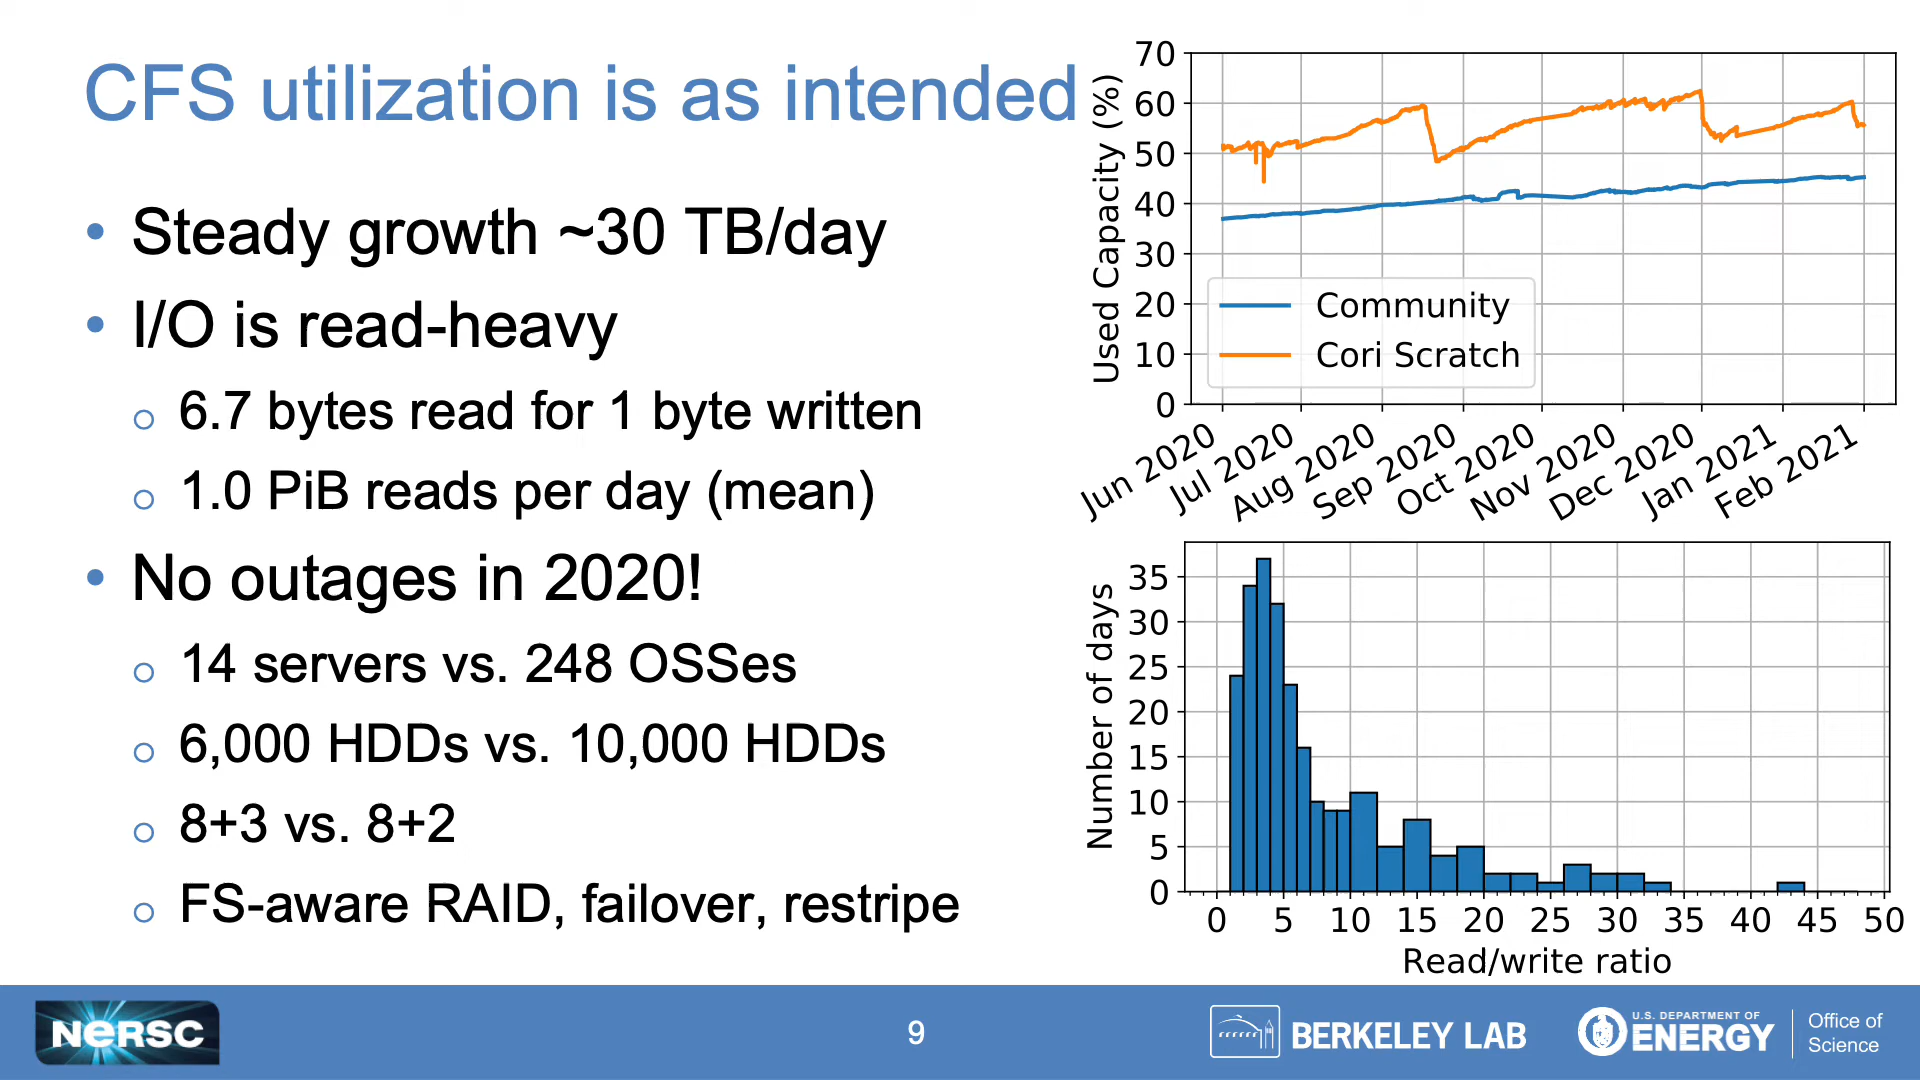 CFS utilization is as intended
• Steady growth ~30 TB/day
• I/O is read-heavy
○ 6.7 bytes read for 1 byte written
○ 1.0 PiB reads per day (mean)
• No outages in 2020!
○ 14 servers vs. 248 OSSes
○ 6,000 HDDs vs. 10,000 HDDs
○ 8+3 vs. 8+2
○ FS-aware RAID, failover, restripe
Used Capacity (%)
70
60
50
40
30
20
10
0
Community
Cori Scratch
Jun 2020
Jul 2020
Aug 2020
Sep 2020
Oct 2020
Nov 2020
Dec 2020
Jan 2021
Feb 2021
Number of days
35
30
25
20
15
10
5
0
0 5 10 15 20 25 30 35 40 45 50
Read/write ratio
NERSC
9
BERKELEY LAB
U.S. DEPARTMENT OF
ENERGY
Office of
Science